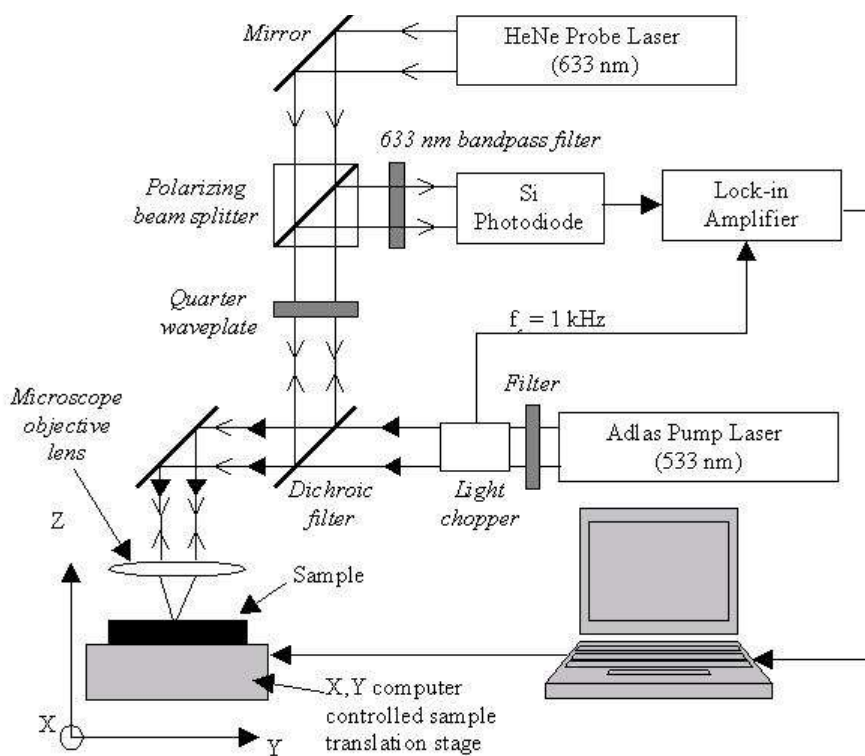 Mirror
HeNe Probe Laser
(633 nm)
633 nm bandpass filter
Polarizing
beam splitter
Si
Photodiode
Lock-in
Amplifier
Quarter
waveplate
f = 1 kHz
Filter
Microscope
objective
lens
Adlas Pump Laser
(533 nm)
Dichroic
filter
Light
chopper
Z
Sample
X,Y computer
controlled sample
translation stage
X
Y